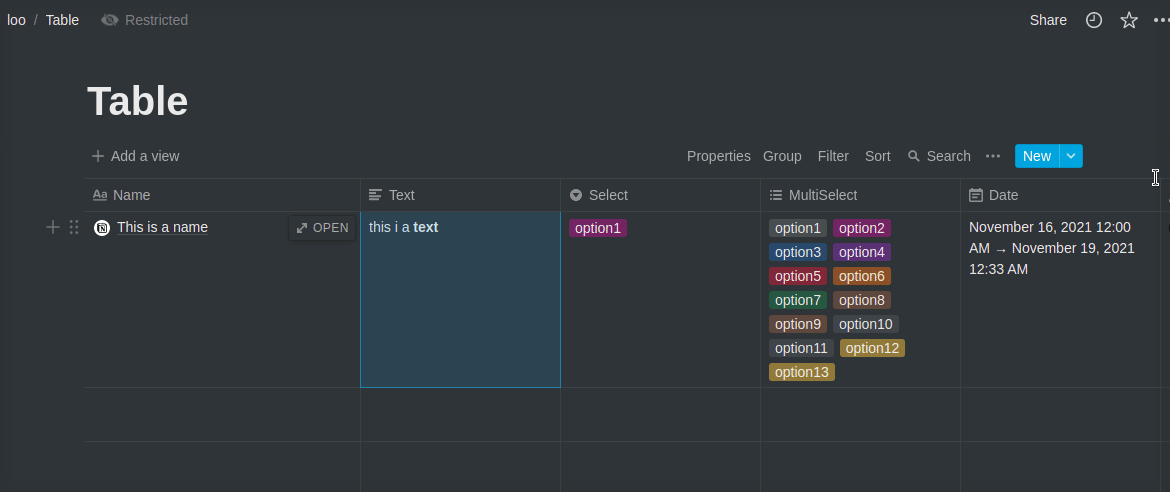 loo / Table Restricted Share
Table
Add a view Properties Group Filter Sort Search New
Aa Name Text Select MultiSelect Date
This is a name OPEN this i a text option1 option1 option2 November 16, 2021 12:00
option3 option4 AM → November 19, 2021
option5 option6 12:33 AM
option7 option8
option9 option10
option11 option12
option13